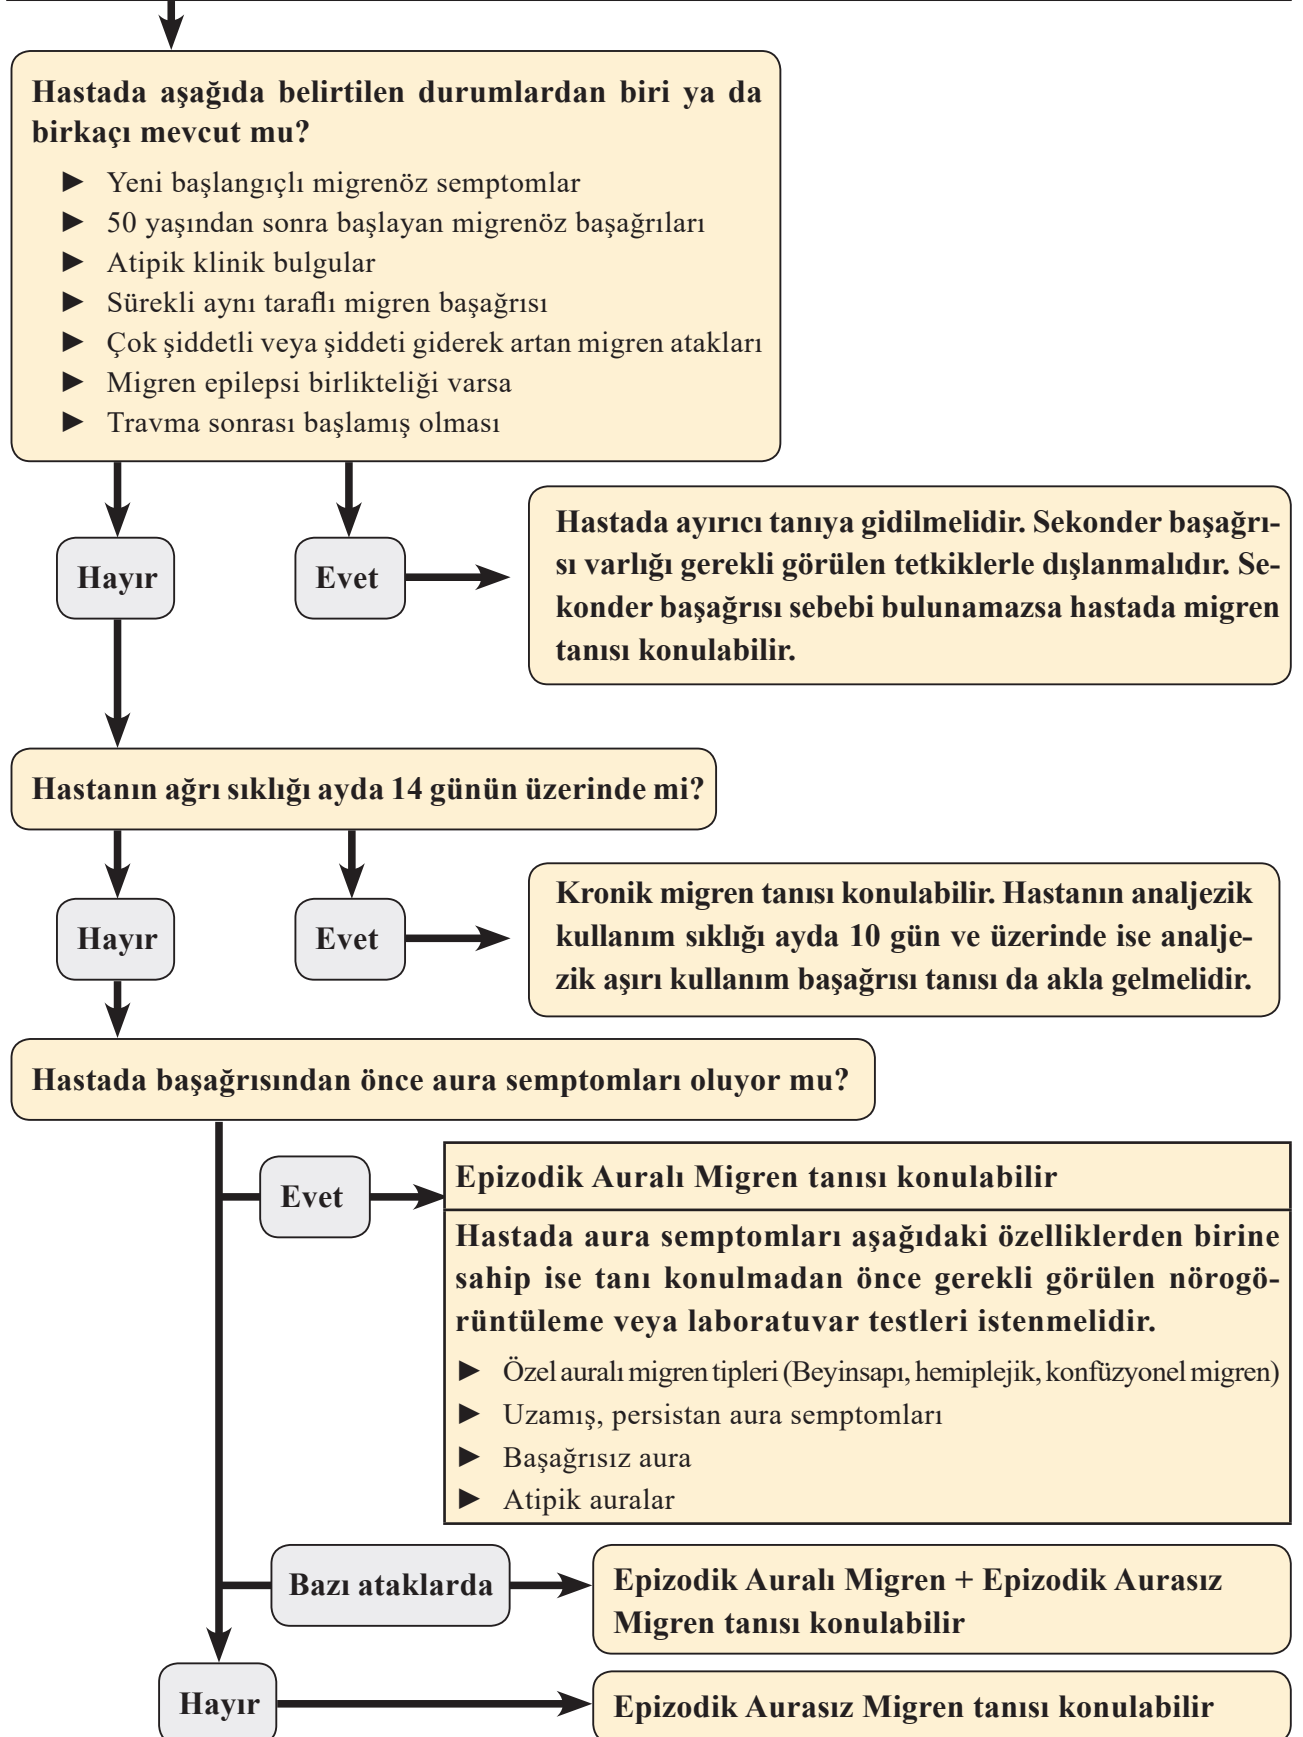 Hastada aşağıda belirtilen durumlardan biri ya da
birkaçı mevcut mu?
► Yeni başlangıçlı migrenöz semptomlar
► 50 yaşından sonra başlayan migrenöz başağrıları
► Atipik klinik bulgular
► Sürekli aynı taraflı migren başağrısı
► Çok şiddetli veya şiddeti giderek artan migren atakları
► Migren epilepsi birlikteliği varsa
► Travma sonrası başlamış olması
Hayır
Evet
Hastada ayırıcı tanıya gidilmelidir. Sekonder başağrı-
sı varlığı gerekli görülen tetkiklerle dışlanmalıdır. Se-
konder başağrısı sebebi bulunamazsa hastada migren
tanısı konulabilir.
Hastanın ağrı sıklığı ayda 14 günün üzerinde mi?
Hayır
Evet
Kronik migren tanısı konulabilir. Hastanın analjezik
kullanım sıklığı ayda 10 gün ve üzerinde ise analje-
zik aşırı kullanım başağrısı tanısı da akla gelmelidir.
Hastada başağrısından önce aura semptomları oluyor mu?
Evet
Epizodik Auralı Migren tanısı konulabilir
Hastada aura semptomları aşağıdaki özelliklerden birine
sahip ise tanı konulmadan önce gerekli görülen nörogö-
rüntüleme veya laboratuvar testleri istenmelidir.
► Özel auralı migren tipleri (Beyinsapı, hemiplejik, konfüzyonel migren)
► Uzamış, persistan aura semptomları
► Başağrısız aura
► Atipik auralar
Bazı ataklarda
Epizodik Auralı Migren + Epizodik Aurasız
Migren tanısı konulabilir
Hayır
Epizodik Aurasız Migren tanısı konulabilir